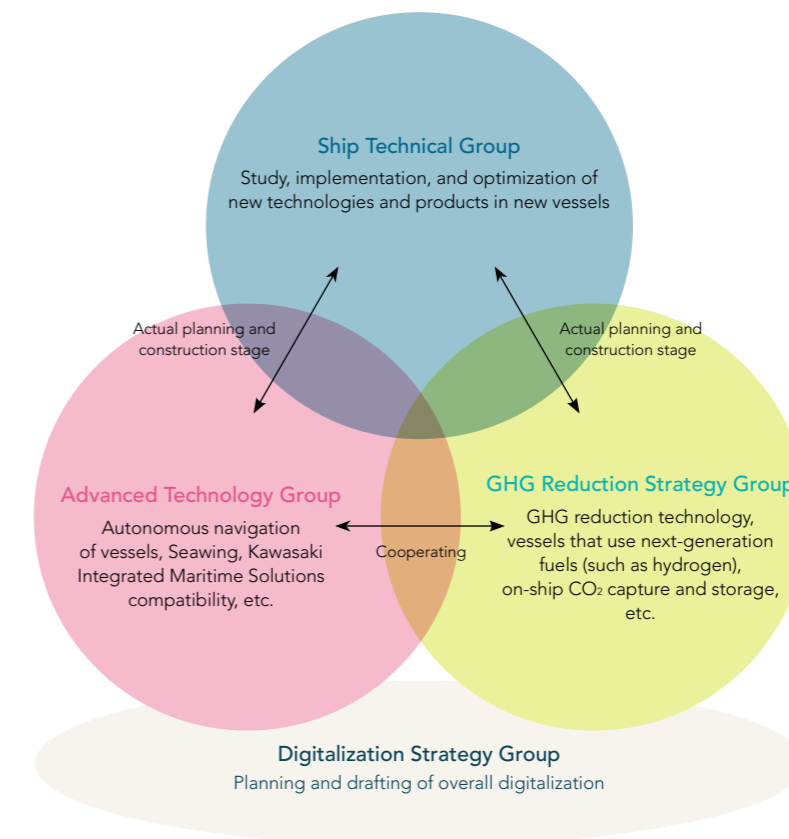 Ship Technical Group
Study, implementation, and optimization of
new technologies and products in new vessels
Actual planning and
construction stage
Actual planning and
construction stage
Advanced Technology Group
Autonomous navigation
of vessels, Seawing, Kawasaki
Integrated Maritime Solutions
compatibility, etc.
Cooperating
GHG Reduction Strategy Group
GHG reduction technology,
vessels that use next-generation
fuels (such as hydrogen),
on-ship CO₂ capture and storage,
etc.
Digitalization Strategy Group
Planning and drafting of overall digitalization